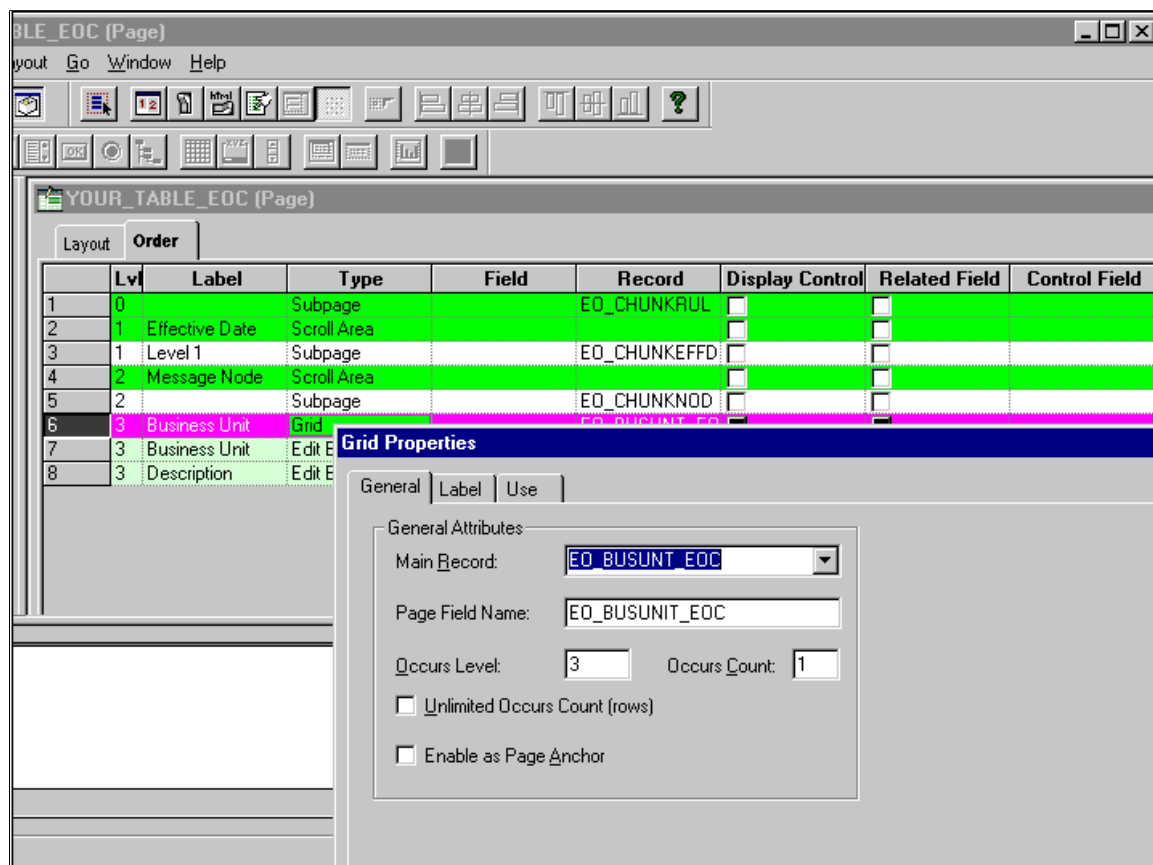 BLE_EOC (Page)
yout Go Window Help
YOUR_TABLE_EOC (Page)
Layout Order
Lvl Label Type Field Record Display Control Related Field Control Field
1 0 Subpage EO_CHUNKRUL
2 1 Effective Date Scroll Area
3 1 Level 1 Subpage EO_CHUNKEFFD
4 2 Message Node Scroll Area
5 2 Subpage EO_CHUNKNOD
6 3 Business Unit Grid EO_BUSUNT_EO
7 3 Business Unit Edit E
8 3 Description Edit E
Grid Properties
General Label Use
General Attributes
Main Record: EO_BUSUNT_EOC
Page Field Name: EO_BUSUNIT_EOC
Occurs Level: 3 Occurs Count: 1
Unlimited Occurs Count (rows)
Enable as Page Anchor